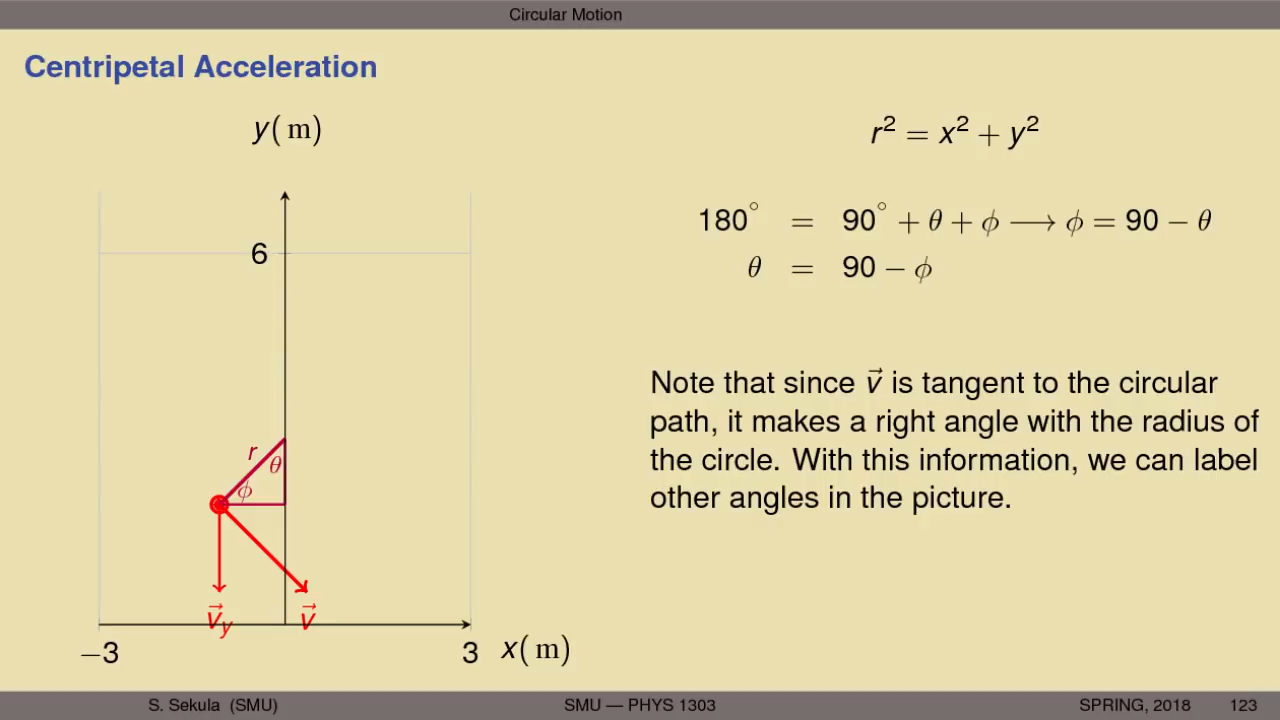 Circular Motion
Centripetal Acceleration
y( m)
6
r
θ
ϕ
v⃗y
v⃗
−3
3
x( m)
r² = x² + y²
180° = 90° + θ + ϕ ⟶ ϕ = 90 − θ
θ = 90 − ϕ
Note that since v⃗ is tangent to the circular
path, it makes a right angle with the radius of
the circle. With this information, we can label
other angles in the picture.
S. Sekula (SMU)
SMU — PHYS 1303
SPRING, 2018
123